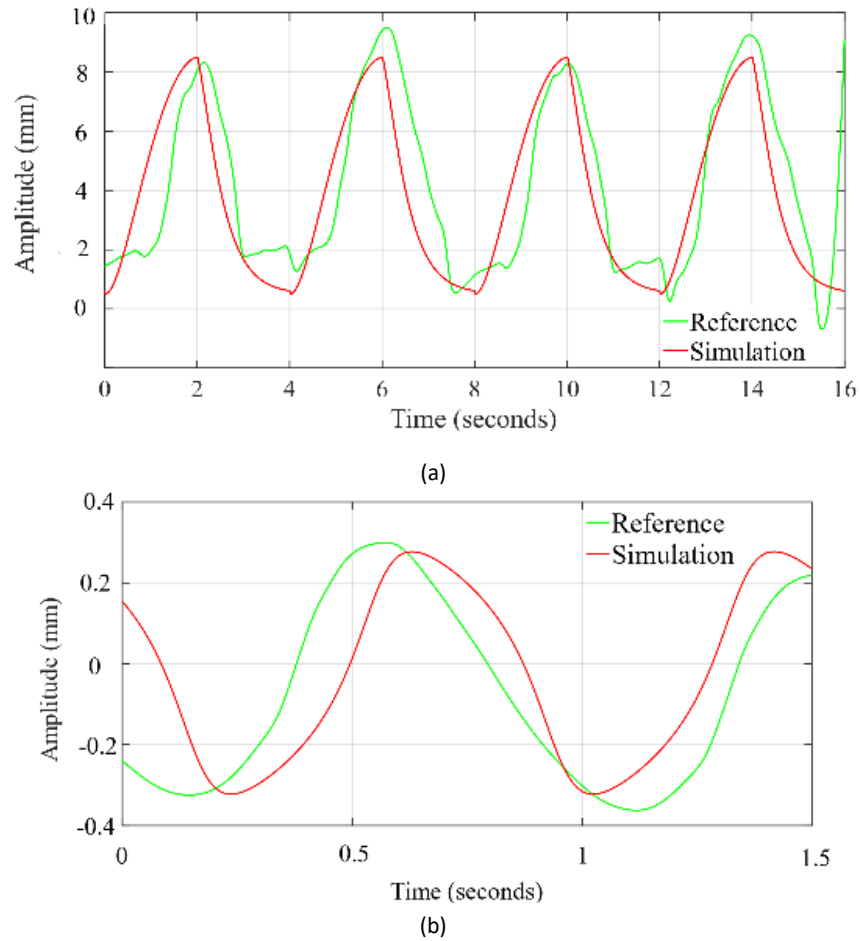 10
8
6
4
2
0
Amplitude (mm)
Reference
Simulation
0 2 4 6 8 10 12 14 16
Time (seconds)
(a)
0.4
0.2
0
-0.2
-0.4
Amplitude (mm)
Reference
Simulation
0 0.5 1 1.5
Time (seconds)
(b)